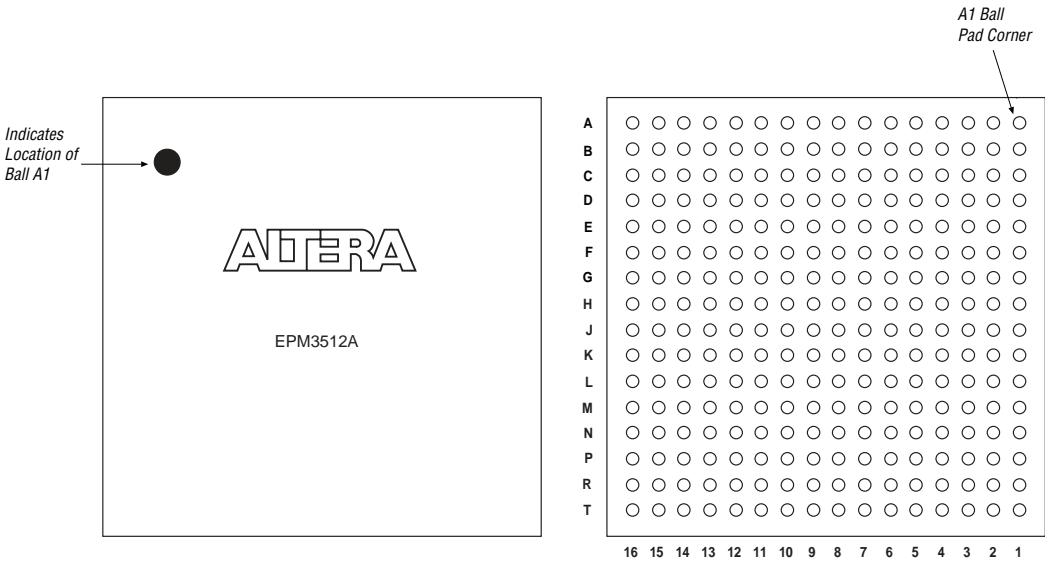 A1 Ball
Pad Corner
Indicates
Location of
Ball A1
ALTERA
EPM3512A
A
B
C
D
E
F
G
H
J
K
L
M
N
P
R
T
16 15 14 13 12 11 10 9 8 7 6 5 4 3 2 1